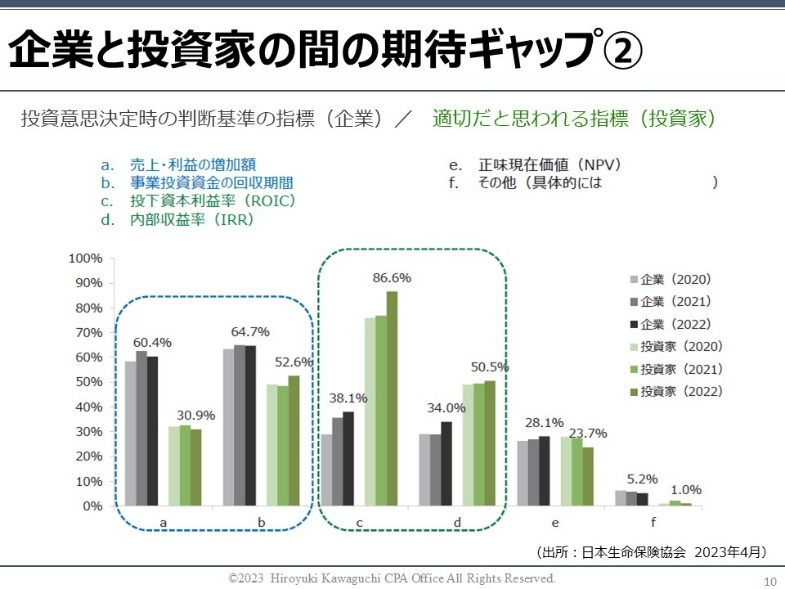 企業と投資家の間の期待ギャップ②
投資意思決定時の判断基準の指標（企業）／ 適切だと思われる指標（投資家）
a. 売上・利益の増加額
b. 事業投資資金の回収期間
c. 投下資本利益率（ROIC）
d. 内部収益率（IRR）
e. 正味現在価値（NPV）
f. その他（具体的には ）
100%
90%
80%
70%
60%
50%
40%
30%
20%
10%
0%
60.4%
30.9%
64.7%
52.6%
38.1%
86.6%
34.0%
50.5%
28.1%
23.7%
5.2%
1.0%
a b c d e f
企業（2020）
企業（2021）
企業（2022）
投資家（2020）
投資家（2021）
投資家（2022）
（出所：日本生命保険協会 2023年4月）
©2023 Hiroyuki Kawaguchi CPA Office All Rights Reserved.
10